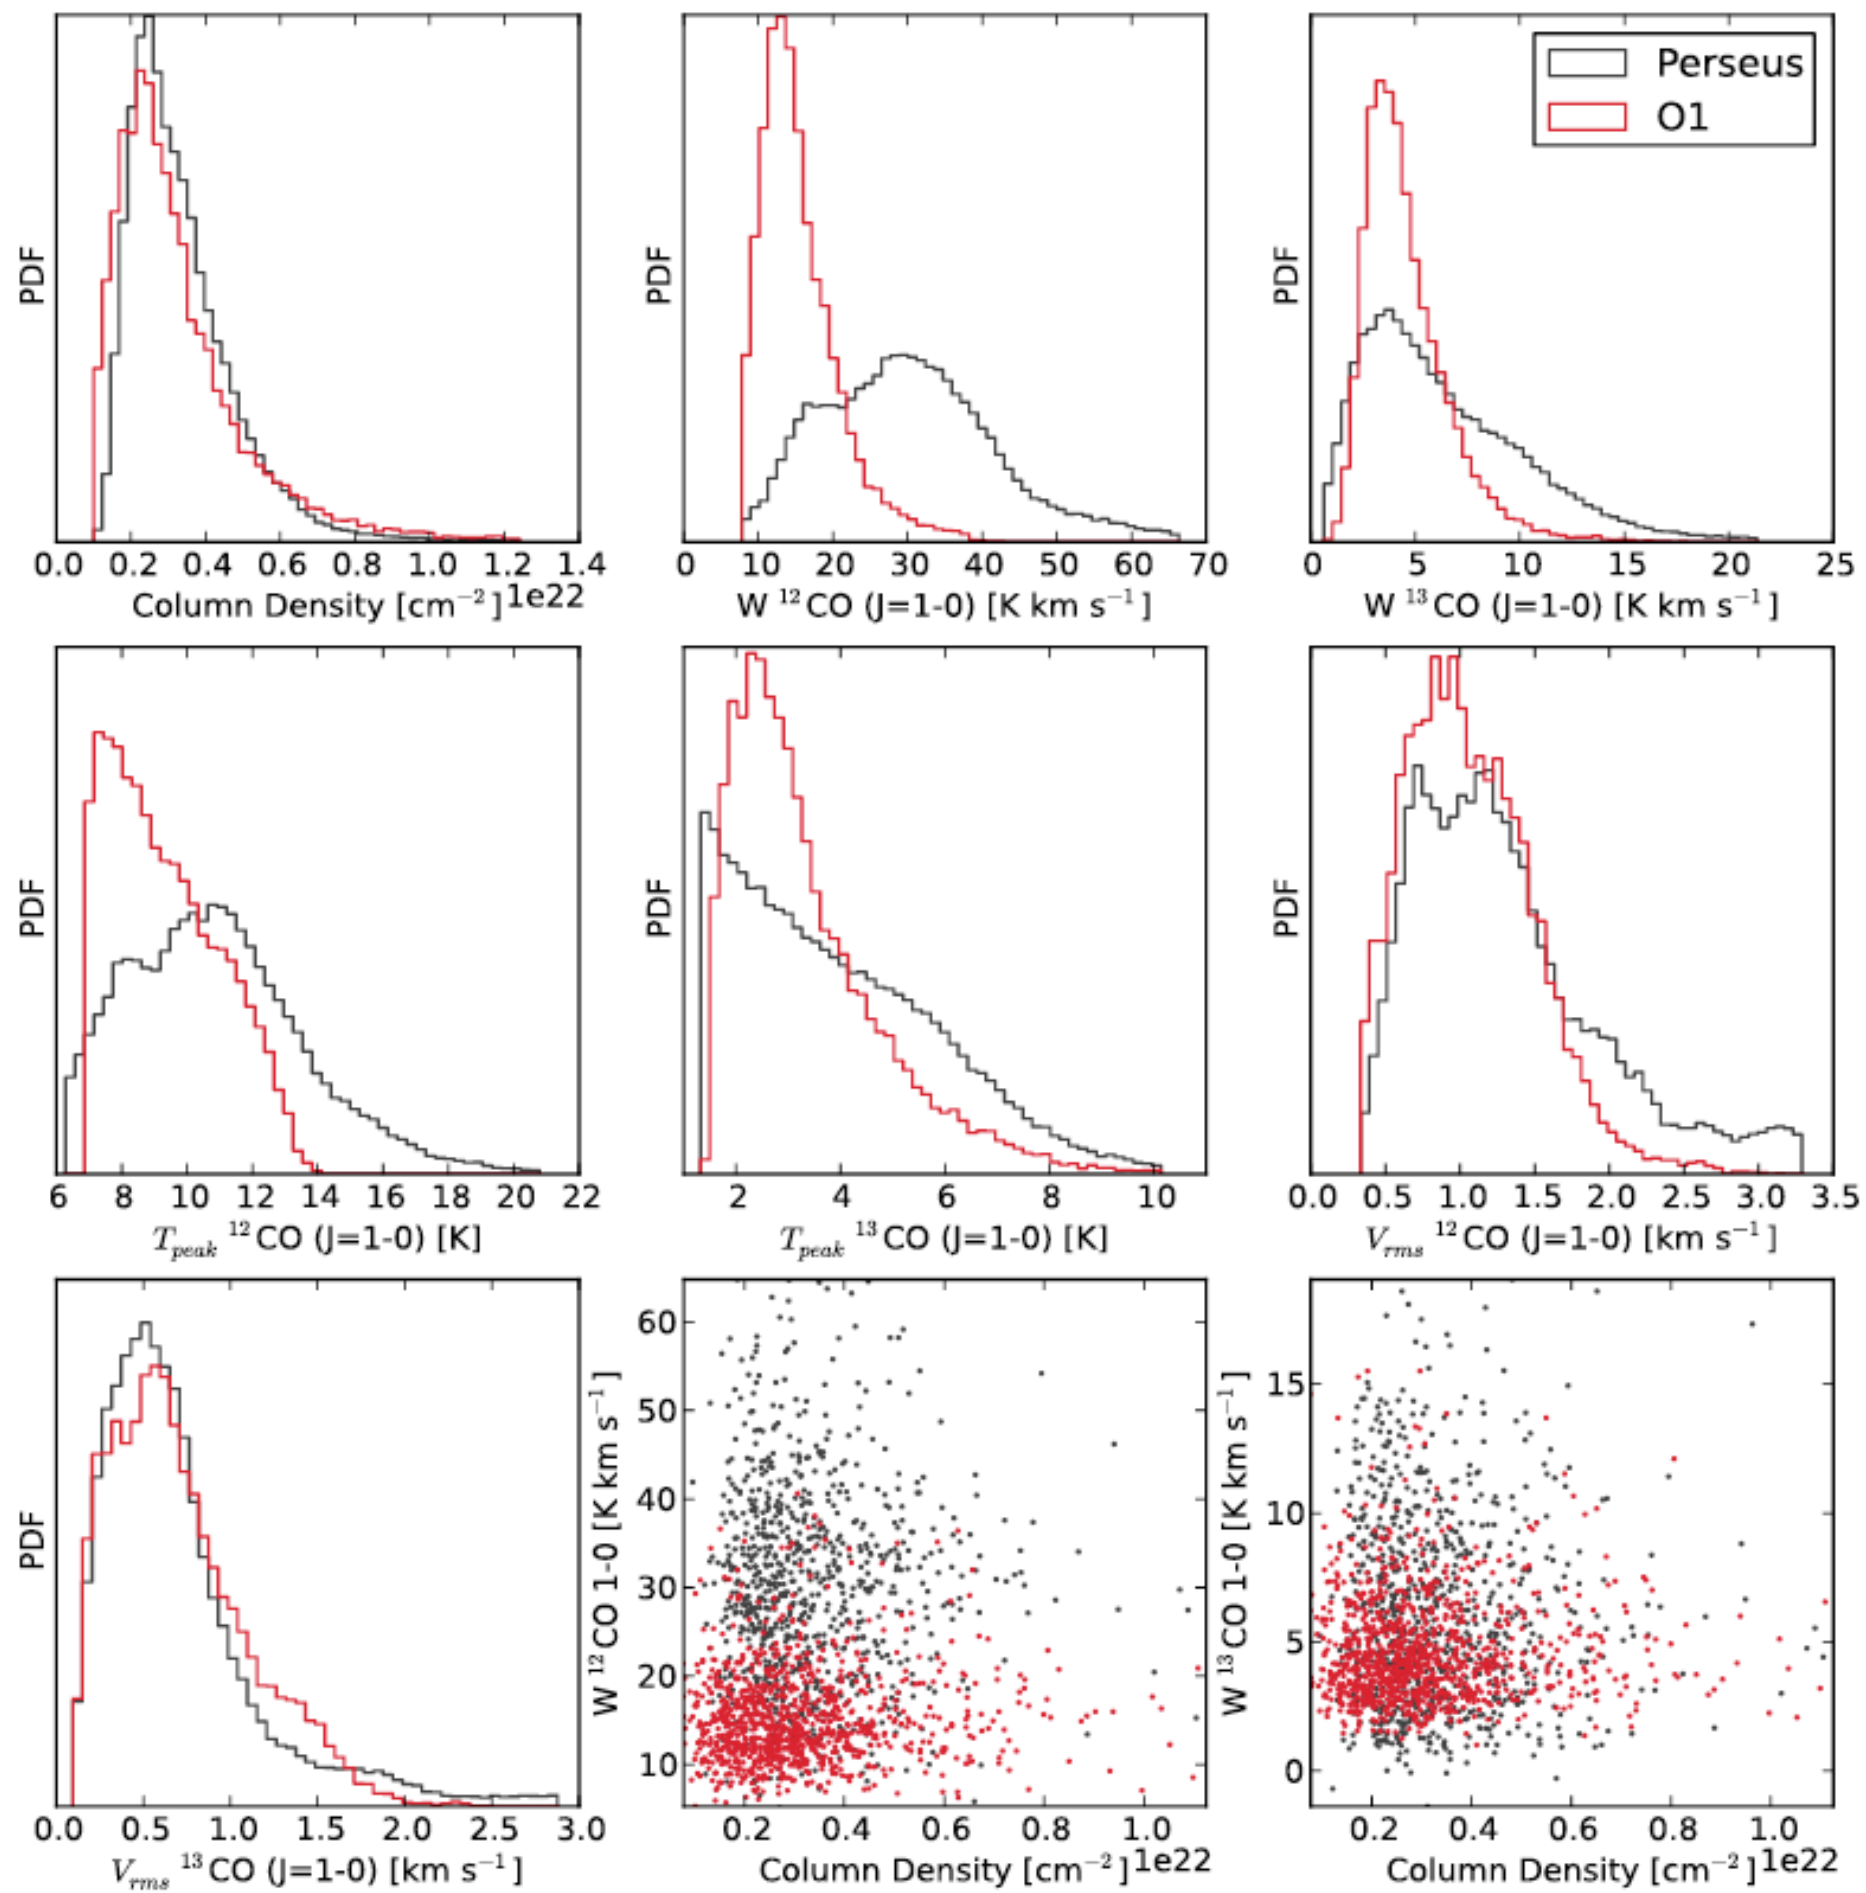 Perseus
O1
PDF
0.0 0.2 0.4 0.6 0.8 1.0 1.2 1.4
Column Density [cm⁻²] 1e22
PDF
0 10 20 30 40 50 60 70
W ¹²CO (J=1-0) [K km s⁻¹]
PDF
0 5 10 15 20 25
W ¹³CO (J=1-0) [K km s⁻¹]
PDF
6 8 10 12 14 16 18 20 22
T_peak ¹²CO (J=1-0) [K]
PDF
2 4 6 8 10
T_peak ¹³CO (J=1-0) [K]
PDF
0.0 0.5 1.0 1.5 2.0 2.5 3.0 3.5
V_rms ¹²CO (J=1-0) [km s⁻¹]
PDF
0.0 0.5 1.0 1.5 2.0 2.5 3.0
V_rms ¹³CO (J=1-0) [km s⁻¹]
W ¹²CO 1-0 [K km s⁻¹]
60
50
40
30
20
10
0.2 0.4 0.6 0.8 1.0
Column Density [cm⁻²] 1e22
W ¹³CO 1-0 [K km s⁻¹]
15
10
5
0
0.2 0.4 0.6 0.8 1.0
Column Density [cm⁻²] 1e22